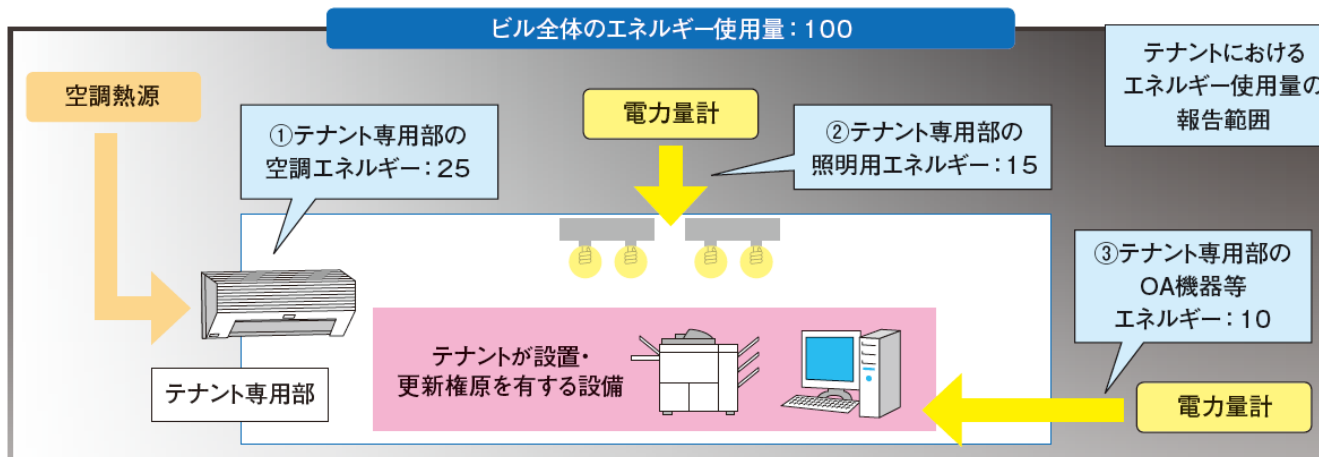 ビル全体のエネルギー使用量：100
テナントにおける
エネルギー使用量の
報告範囲
空調熱源
①テナント専用部の
空調エネルギー：25
電力量計
②テナント専用部の
照明用エネルギー：15
③テナント専用部の
OA機器等
エネルギー：10
テナントが設置・
更新権原を有する設備
テナント専用部
電力量計